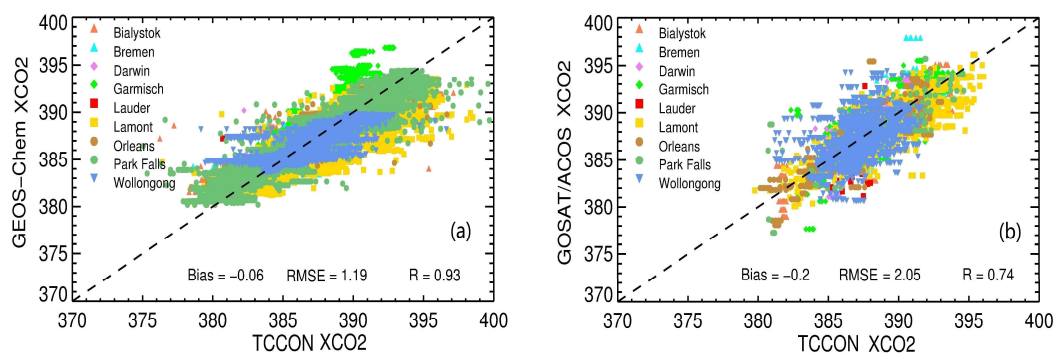 400
395
390
385
380
375
370
GEOS-Chem XCO2
Bialystok
Bremen
Darwin
Garmisch
Lauder
Lamont
Orleans
Park Falls
Wollongong
(a)
Bias = -0.06 RMSE = 1.19 R = 0.93
370 375 380 385 390 395 400
TCCON XCO2
400
395
390
385
380
375
370
GOSAT/ACOS XCO2
Bialystok
Bremen
Darwin
Garmisch
Lauder
Lamont
Orleans
Park Falls
Wollongong
(b)
Bias = -0.2 RMSE = 2.05 R = 0.74
370 375 380 385 390 395 400
TCCON XCO2